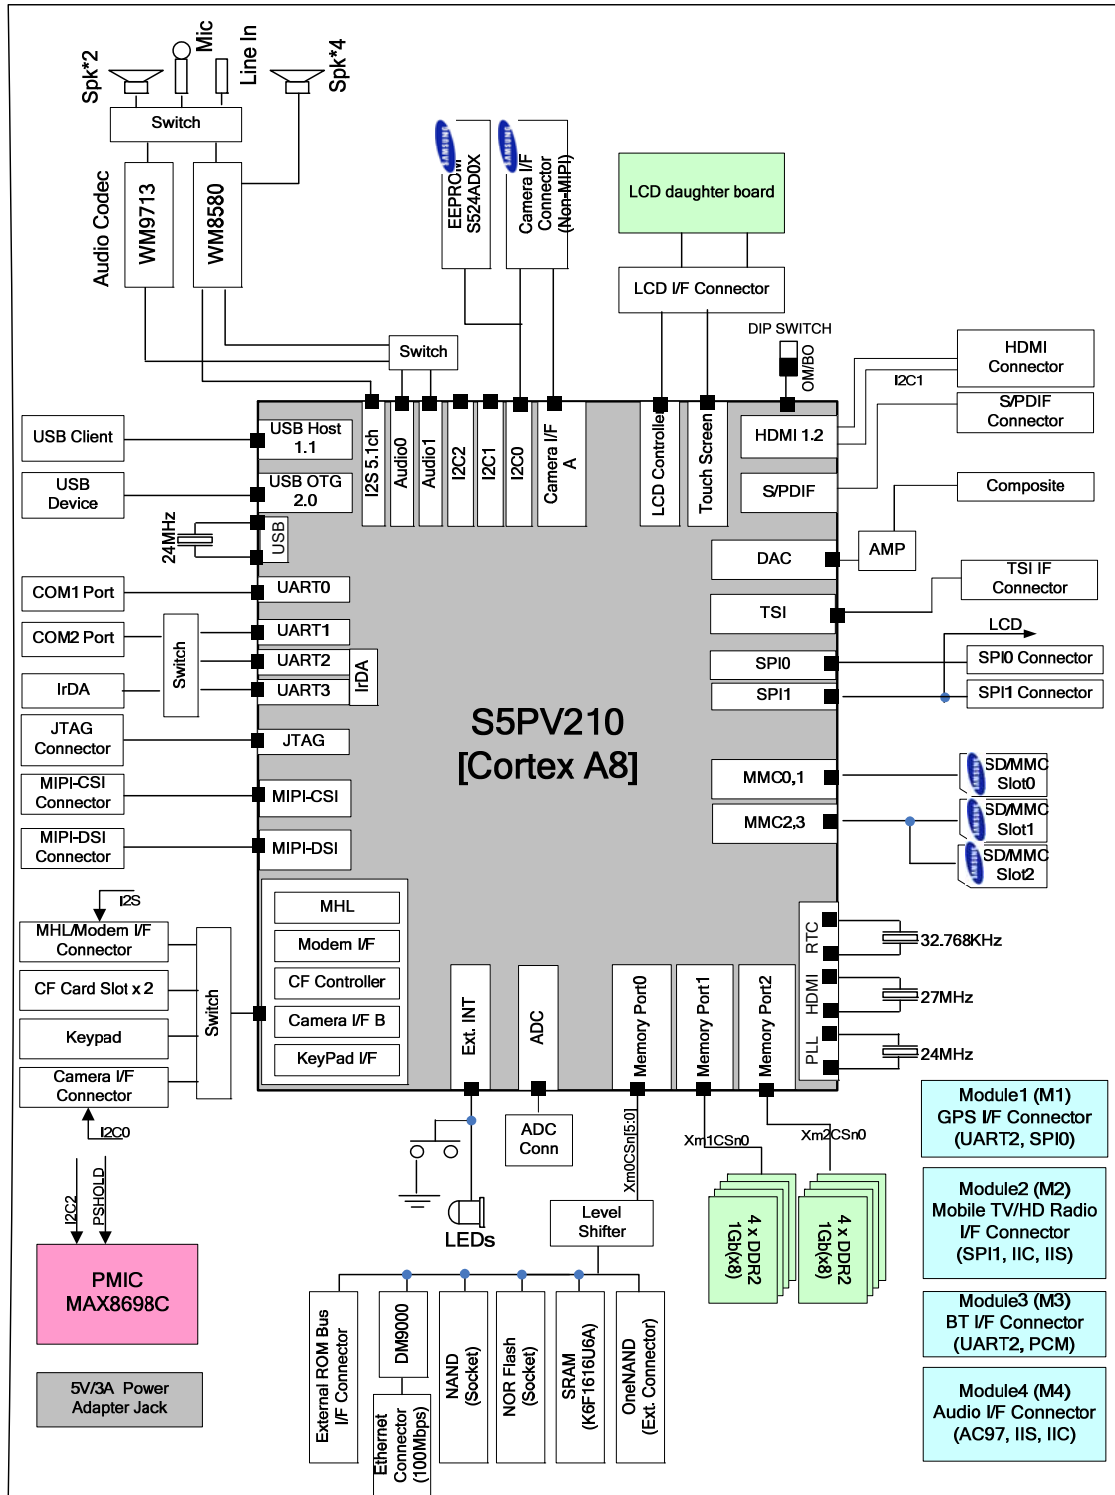 Spk*2
Mic
Line In
Spk*4
Switch
Audio Codec
WM9713
WM8580
SAMSUNG
EEPROM
S524AD0X
SAMSUNG
Camera I/F
Connector
(Non-MIPI)
LCD daughter board
LCD I/F Connector
DIP SWITCH
OM/BO
Switch
HDMI
Connector
I2C1
S/PDIF
Connector
Composite
AMP
TSI IF
Connector
LCD
SPI0 Connector
SPI1 Connector
USB Client
USB
Device
24MHz
COM1 Port
COM2 Port
IrDA
Switch
JTAG
Connector
MIPI-CSI
Connector
MIPI-DSI
Connector
USB Host
1.1
USB OTG
2.0
USB
UART0
UART1
UART2
UART3
IrDA
JTAG
MIPI-CSI
MIPI-DSI
I2S 5.1ch
Audio0
Audio1
I2C2
I2C1
I2C0
Camera I/F
A
LCD Controller
Touch Screen
HDMI 1.2
S/PDIF
DAC
TSI
SPI0
SPI1
MMC0,1
MMC2,3
S5PV210
[Cortex A8]
SAMSUNG
SD/MMC
Slot0
SAMSUNG
SD/MMC
Slot1
SAMSUNG
SD/MMC
Slot2
I2S
MHL/Modem I/F
Connector
CF Card Slot x 2
Keypad
Camera I/F
Connector
I2C0
Switch
MHL
Modem I/F
CF Controller
Camera I/F B
KeyPad I/F
Ext. INT
ADC
Memory Port0
Memory Port1
Memory Port2
RTC
HDMI
PLL
32.768KHz
27MHz
24MHz
ADC
Conn
LEDs
Xm0CSn[5:0]
Xm1CSn0
Xm2CSn0
Level
Shifter
4 x DDR2
1Gb(x8)
4 x DDR2
1Gb(x8)
I2C2
PSHOLD
PMIC
MAX8698C
5V/3A Power
Adapter Jack
External ROM Bus
I/F Connector
DM9000
Ethernet
Connector
(100Mbps)
NAND
(Socket)
NOR Flash
(Socket)
SRAM
(K6F1616U6A)
OneNAND
(Ext. Connector)
Module1 (M1)
GPS I/F Connector
(UART2, SPI0)
Module2 (M2)
Mobile TV/HD Radio
I/F Connector
(SPI1, IIC, IIS)
Module3 (M3)
BT I/F Connector
(UART2, PCM)
Module4 (M4)
Audio I/F Connector
(AC97, IIS, IIC)